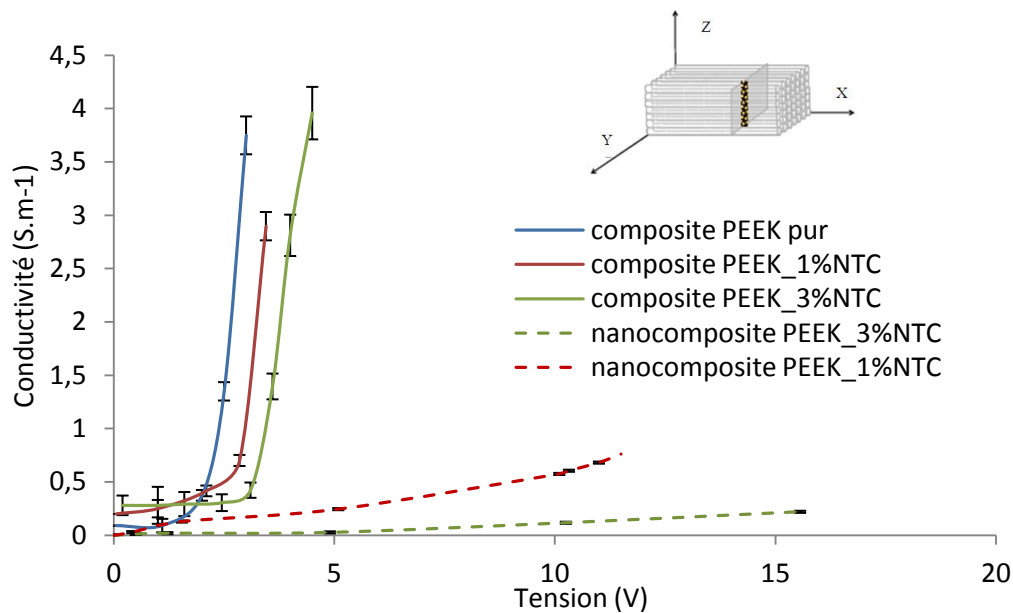 4,5
4
3,5
3
2,5
2
1,5
1
0,5
0
Conductivité (S.m-1)
0
5
10
15
20
Tension (V)
Z
X
Y
composite PEEK pur
composite PEEK_1%NTC
composite PEEK_3%NTC
nanocomposite PEEK_3%NTC
nanocomposite PEEK_1%NTC